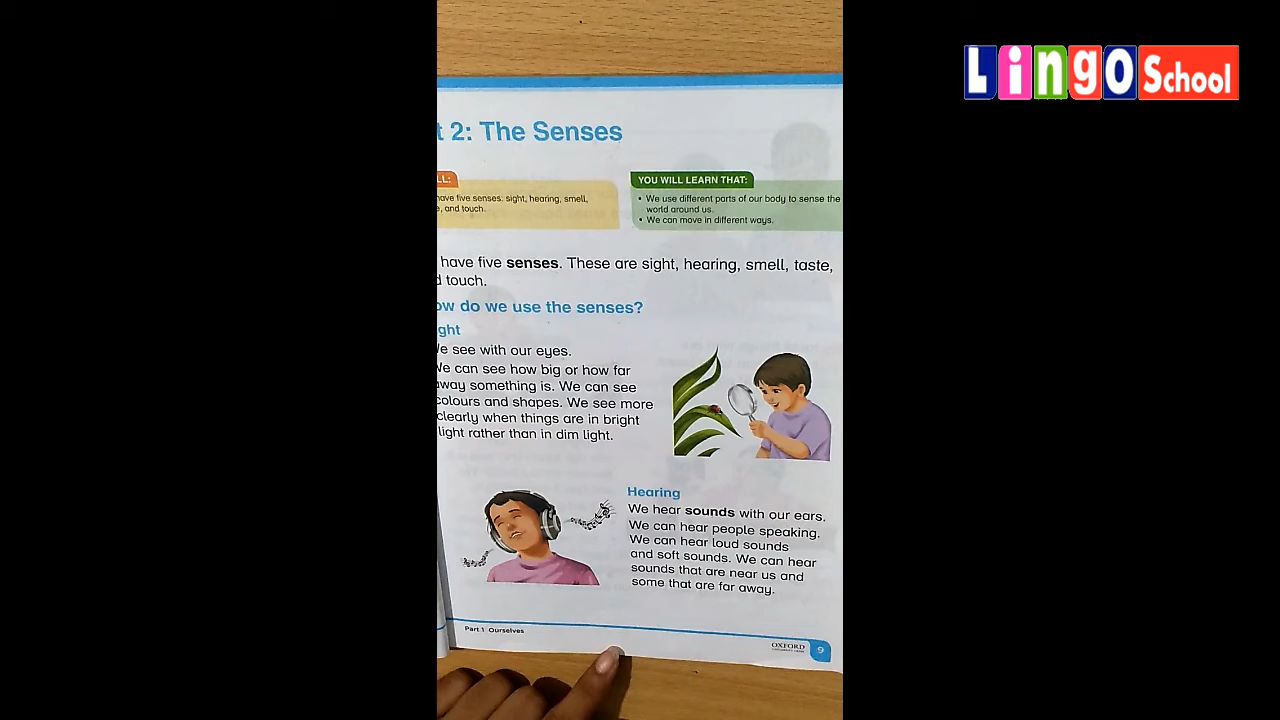 Lingo School
t 2: The Senses
LL:
have five senses: sight, hearing, smell,
e, and touch.
YOU WILL LEARN THAT:
• We use different parts of our body to sense the
world around us.
• We can move in different ways.
have five senses. These are sight, hearing, smell, taste,
d touch.
ow do we use the senses?
ght
We see with our eyes.
We can see how big or how far
away something is. We can see
colours and shapes. We see more
clearly when things are in bright
light rather than in dim light.
Hearing
We hear sounds with our ears.
We can hear people speaking.
We can hear loud sounds
and soft sounds. We can hear
sounds that are near us and
some that are far away.
Part 1 Ourselves
OXFORD
UNIVERSITY PRESS
9